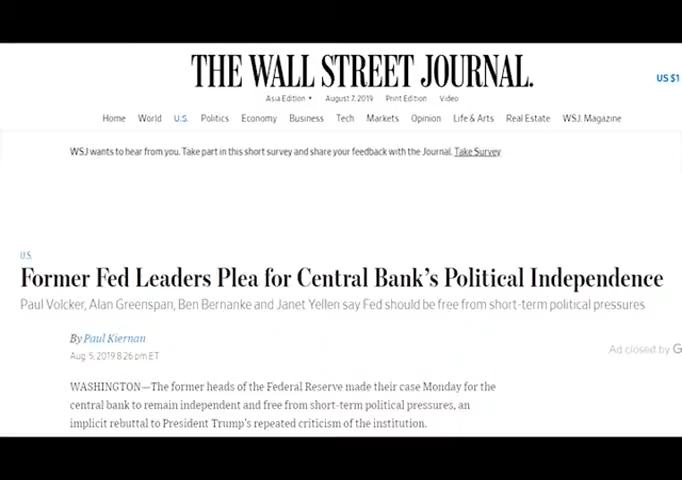 THE WALL STREET JOURNAL.
US $1
Asia Edition ▾ August 7, 2019 Print Edition Video
Home World U.S. Politics Economy Business Tech Markets Opinion Life & Arts Real Estate WSJ. Magazine
WSJ wants to hear from you. Take part in this short survey and share your feedback with the Journal. Take Survey
U.S.
Former Fed Leaders Plea for Central Bank's Political Independence
Paul Volcker, Alan Greenspan, Ben Bernanke and Janet Yellen say Fed should be free from short-term political pressures
By Paul Kiernan
Aug. 5, 2019 8:26 pm ET
Ad closed by G
WASHINGTON—The former heads of the Federal Reserve made their case Monday for the
central bank to remain independent and free from short-term political pressures, an
implicit rebuttal to President Trump's repeated criticism of the institution.